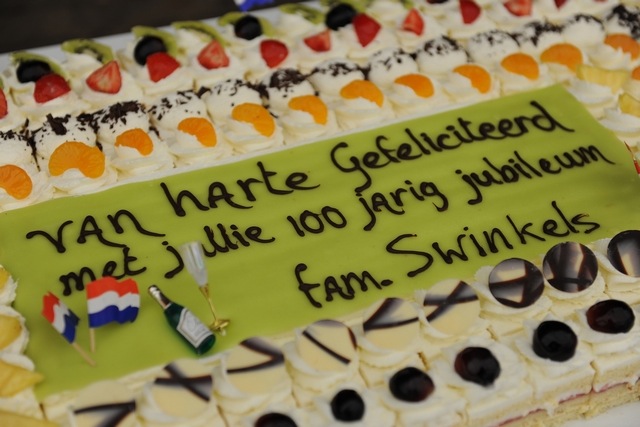 VAN HARTE Gefeliciteerd
met jullie 100 jarig jubileum
fam. Swinkels